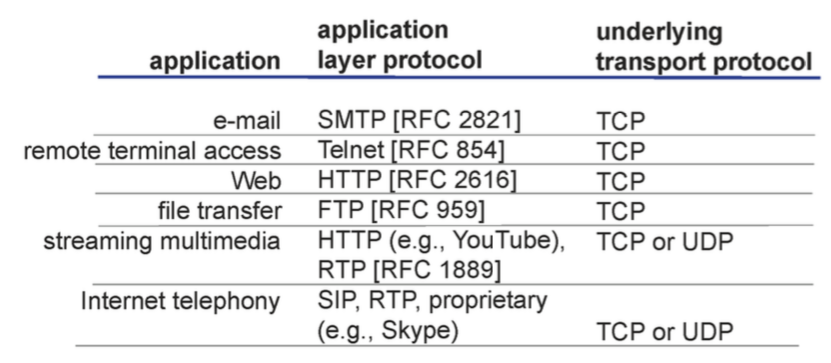 application application layer protocol underlying transport protocol
e-mail SMTP [RFC 2821] TCP
remote terminal access Telnet [RFC 854] TCP
Web HTTP [RFC 2616] TCP
file transfer FTP [RFC 959] TCP
streaming multimedia HTTP (e.g., YouTube), TCP or UDP
RTP [RFC 1889]
Internet telephony SIP, RTP, proprietary
(e.g., Skype) TCP or UDP